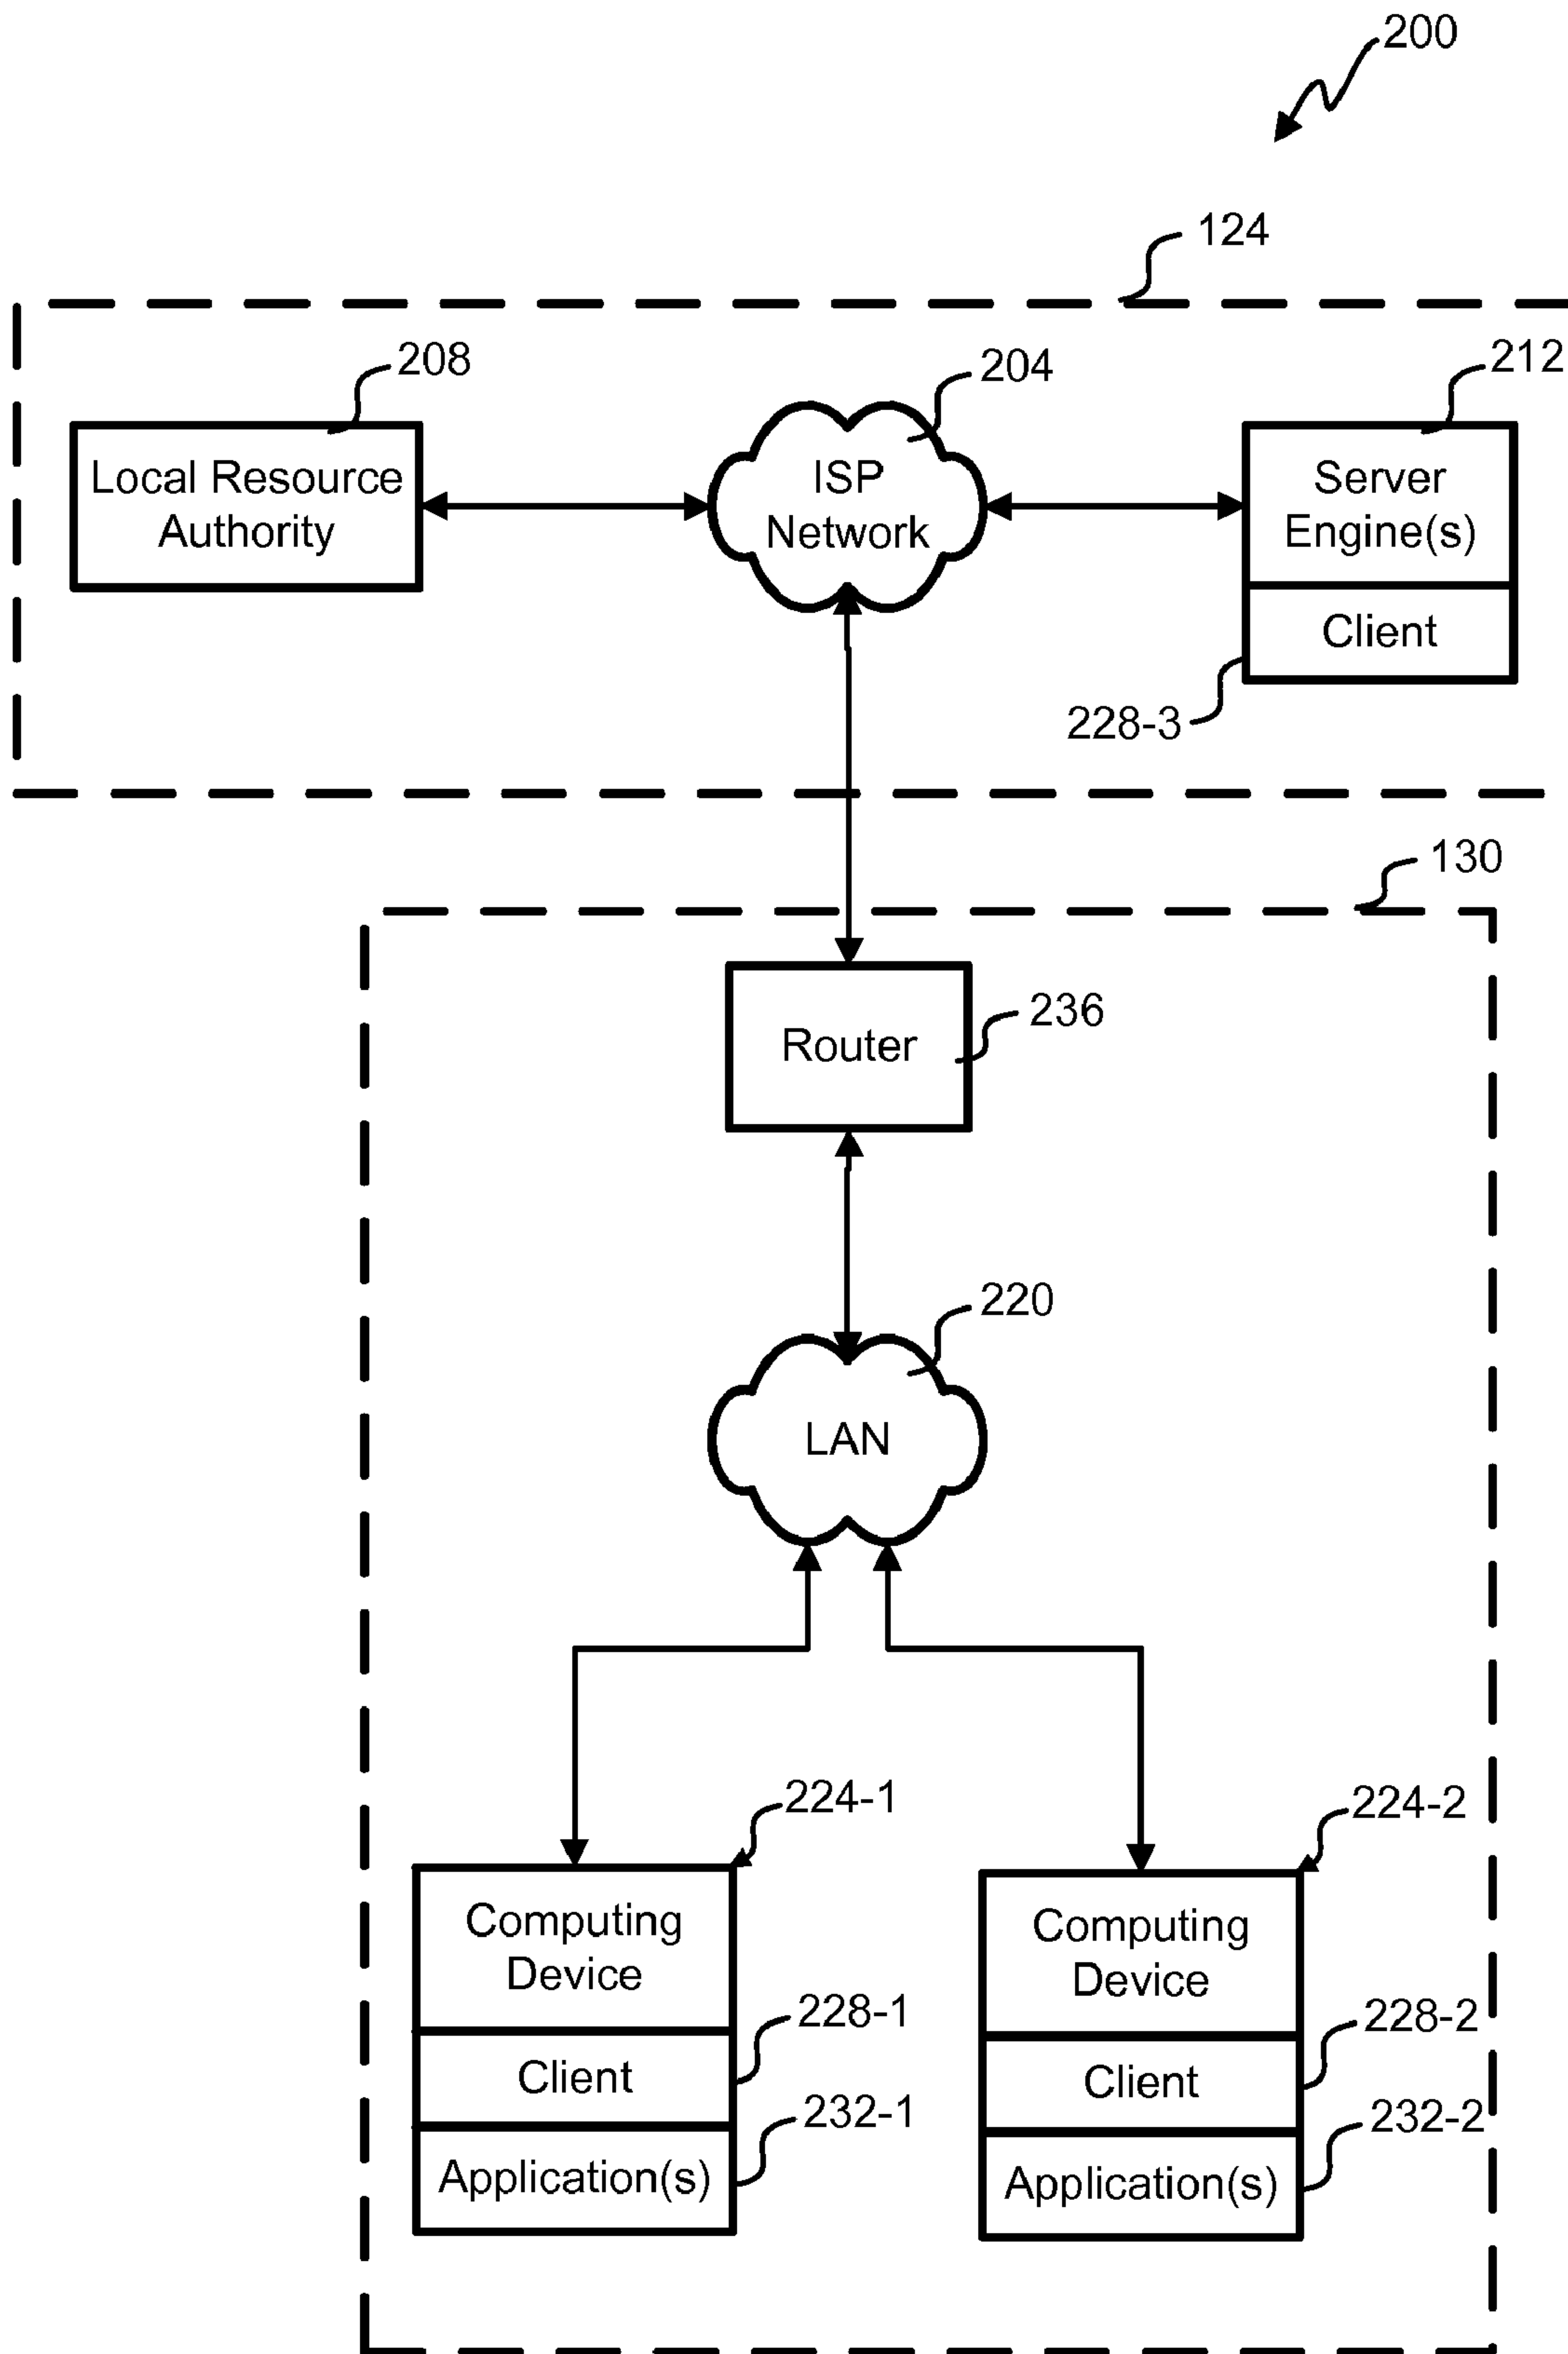 200
124
208
204
212
Local Resource
Authority
ISP
Network
Server
Engine(s)
Client
228-3
130
Router
236
220
LAN
224-1
224-2
Computing
Device
Computing
Device
228-1
228-2
Client
Client
232-1
232-2
Application(s)
Application(s)